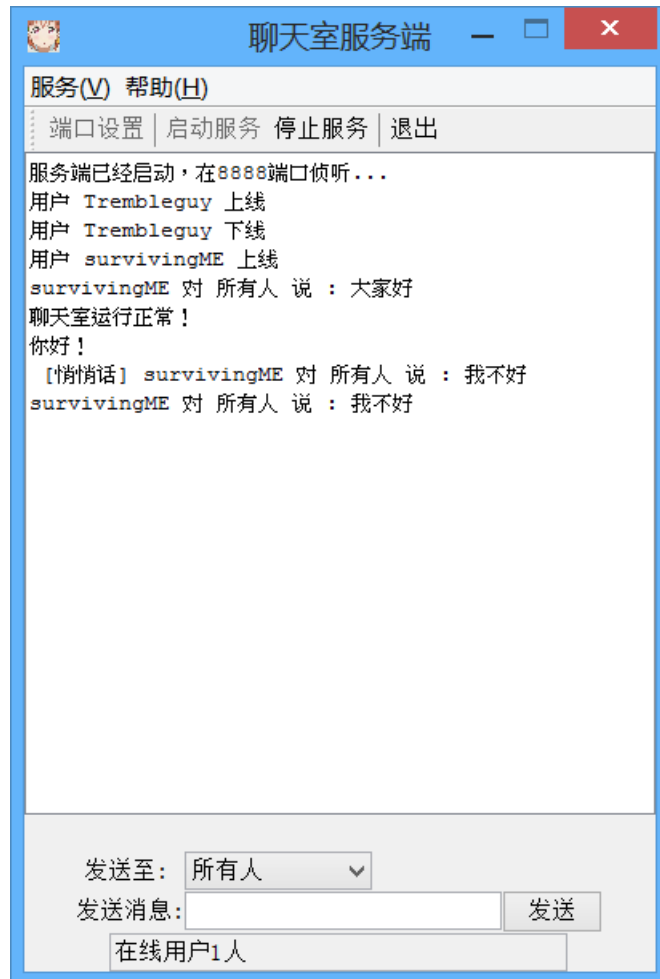 聊天室服务端
服务(V) 帮助(H)
端口设置 启动服务 停止服务 退出
服务端已经启动,在8888端口侦听...
用户 Trembleguy 上线
用户 Trembleguy 下线
用户 survivingME 上线
survivingME 对 所有人 说 : 大家好
聊天室运行正常!
你好!
[悄悄话] survivingME 对 所有人 说 : 我不好
survivingME 对 所有人 说 : 我不好
发送至: 所有人
发送消息: 发送
在线用户1人